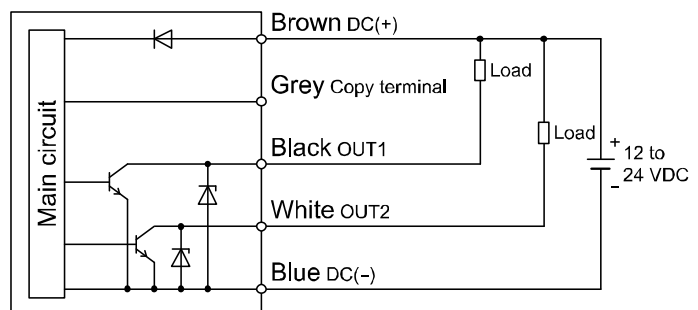 Brown DC(+)
Load
Grey Copy terminal
Load
Main circuit
Black OUT1
+
12 to
24 VDC
-
White OUT2
Blue DC(−)